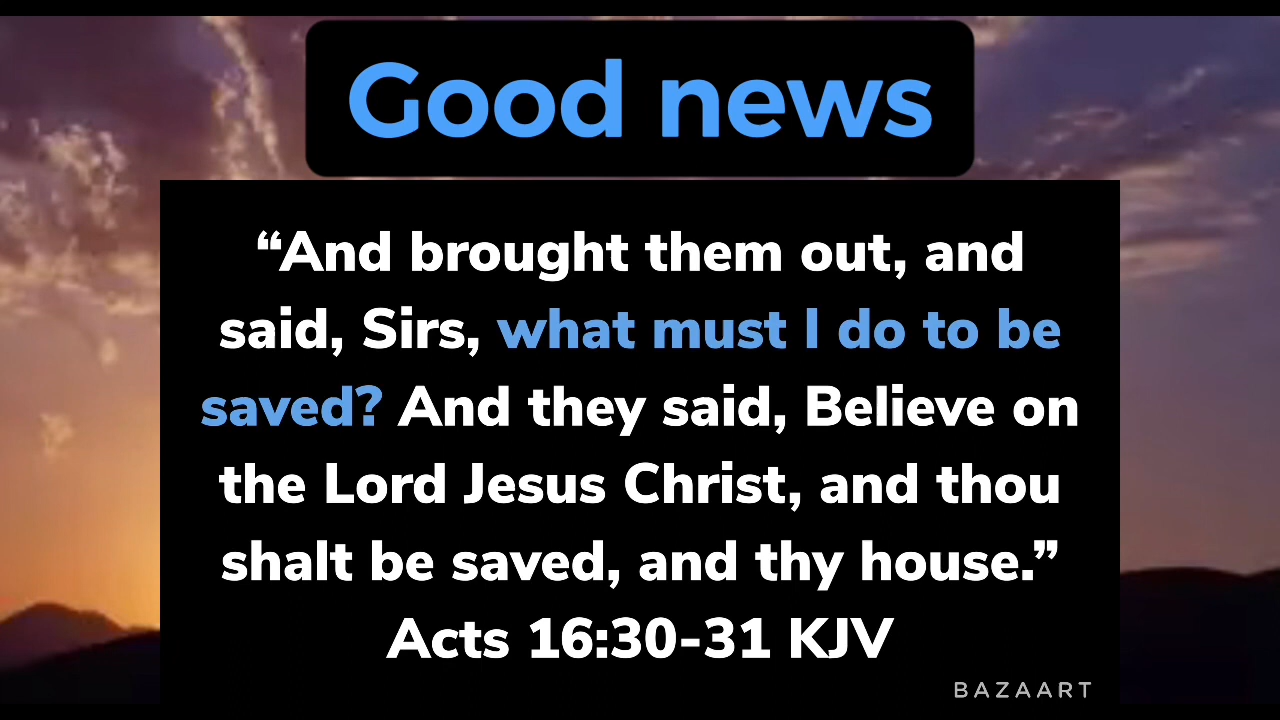 Good news
“And brought them out, and
said, Sirs, what must I do to be
saved? And they said, Believe on
the Lord Jesus Christ, and thou
shalt be saved, and thy house.”
Acts 16:30-31 KJV
BAZAART